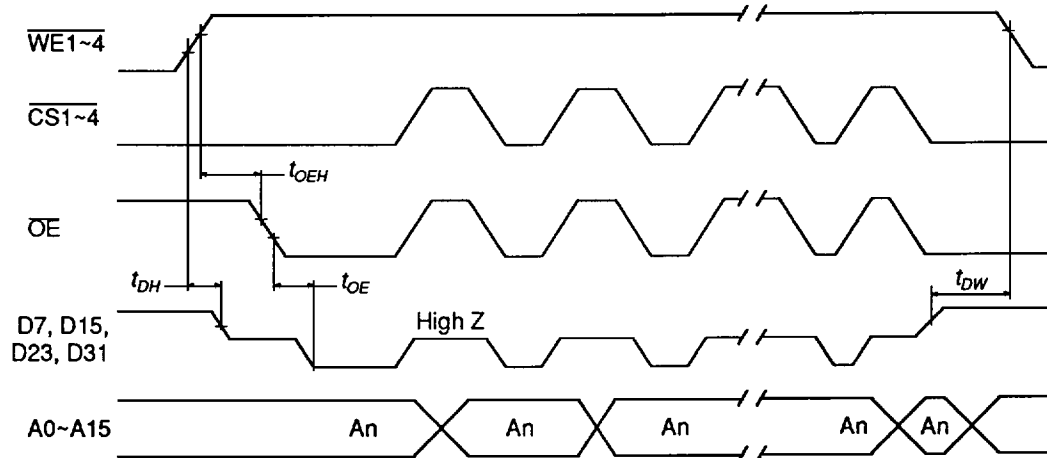 WE1~4
CS1~4
tOEH
OE
tDH
tOE
tDW
D7, D15,
D23, D31
High Z
A0~A15
An
An
An
An
An